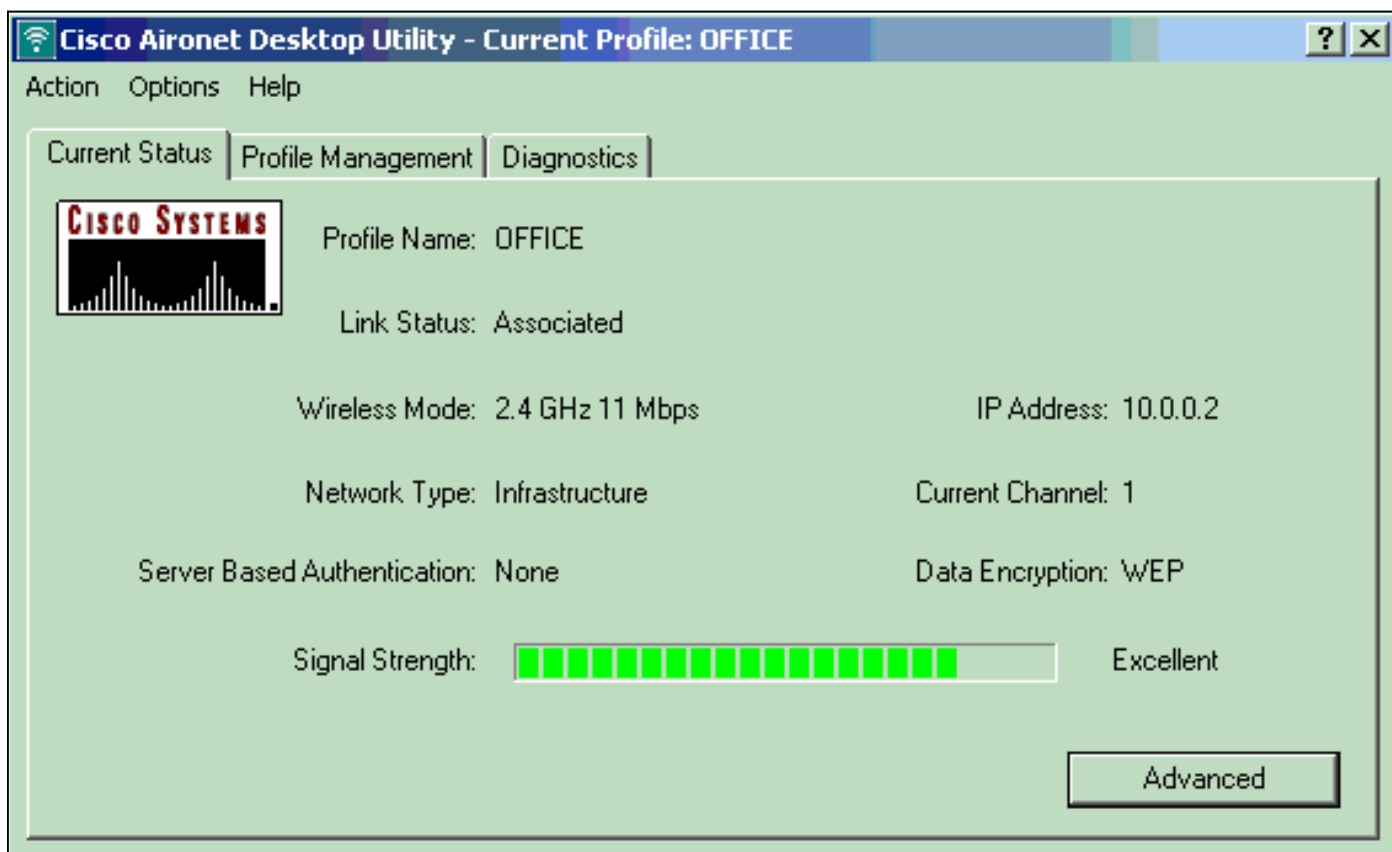 Cisco Aironet Desktop Utility - Current Profile: OFFICE
Action Options Help
Current Status Profile Management Diagnostics
CISCO SYSTEMS
Profile Name: OFFICE
Link Status: Associated
Wireless Mode: 2.4 GHz 11 Mbps IP Address: 10.0.0.2
Network Type: Infrastructure Current Channel: 1
Server Based Authentication: None Data Encryption: WEP
Signal Strength: Excellent
Advanced